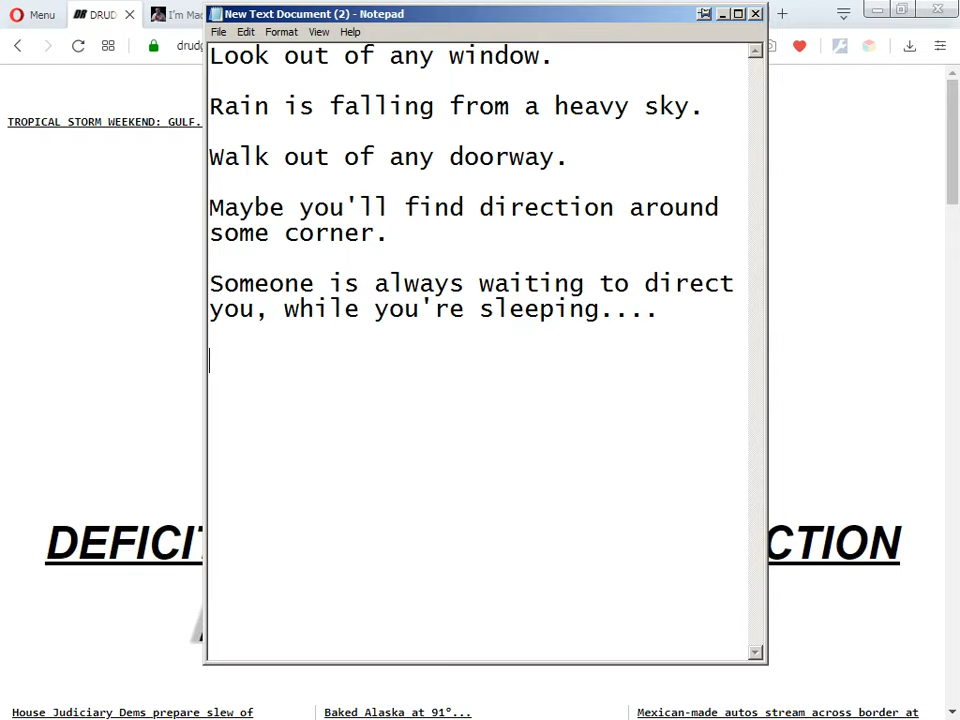 New Text Document (2) - Notepad
Menu
DRUD
I'm Mad
File Edit Format View Help
drudg
Look out of any window.
Rain is falling from a heavy sky.
TROPICAL STORM WEEKEND: GULF.
Walk out of any doorway.
Maybe you'll find direction around
some corner.
Someone is always waiting to direct
you, while you're sleeping....
DEFICIT
CTION
House Judiciary Dems prepare slew of
Baked Alaska at 91°...
Mexican-made autos stream across border at